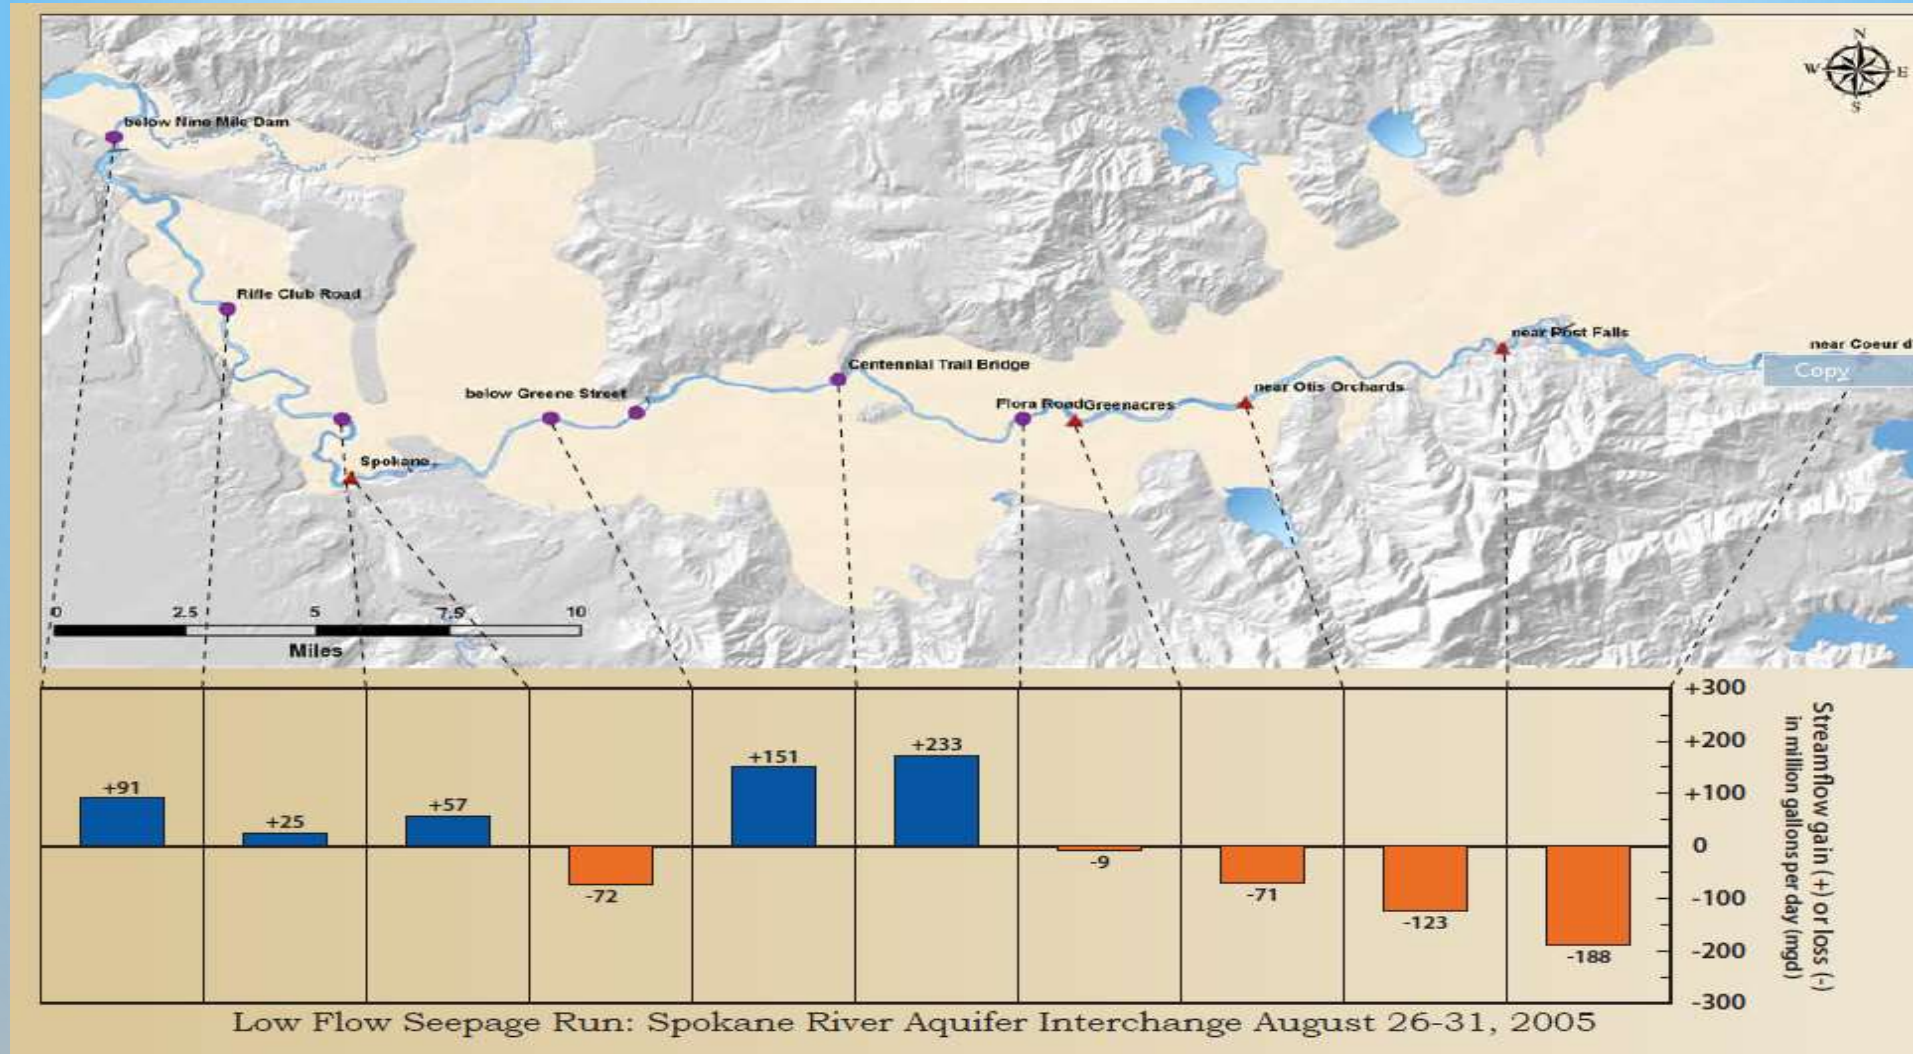 N
W E
S
below Nine Mile Dam
Rifle Club Road
near Post Falls
near Coeur d
Copy
Centennial Trail Bridge
near Otis Orchards
below Greene Street
Flora Road Greenacres
Spokane
0 2.5 5 7.5 10
Miles
+300
+200
+100
0
-100
-200
-300
Streamflow gain (+) or loss (-)
in million gallons per day (mgd)
+91
+25
+57
-72
+151
+233
-9
-71
-123
-188
Low Flow Seepage Run: Spokane River Aquifer Interchange August 26-31, 2005